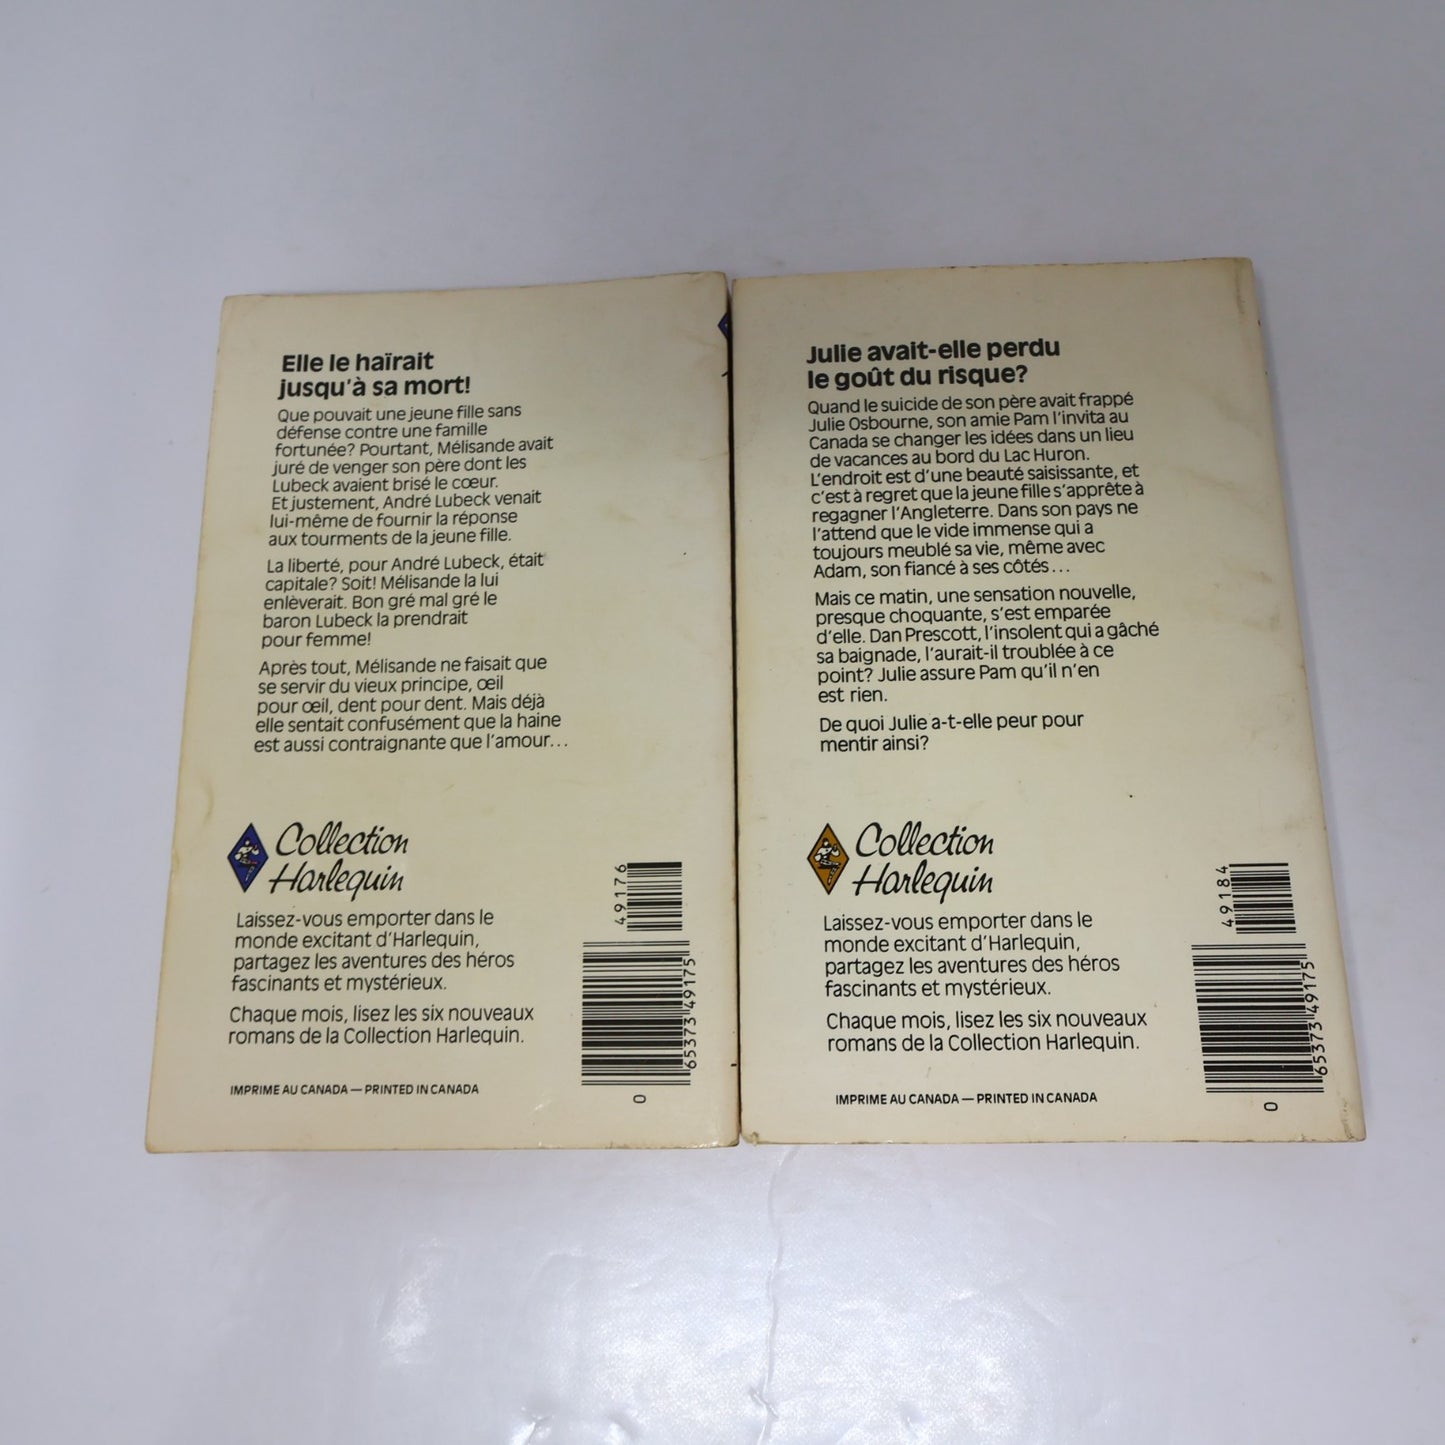 Elle le haïrait
jusqu'à sa mort!
Que pouvait une jeune fille sans
défense contre une famille
fortunée? Pourtant, Mélisande avait
juré de venger son père dont les
Lubeck avaient brisé le cœur.
Et justement, André Lubeck venait
lui-même de fournir la réponse
aux tourments de la jeune fille.
La liberté, pour André Lubeck, était
capitale? Soit! Mélisande la lui
enlèverait. Bon gré mal gré le
baron Lubeck la prendrait
pour femme!
Après tout, Mélisande ne faisait que
se servir du vieux principe, œil
pour œil, dent pour dent. Mais déjà
elle sentait confusément que la haine
est aussi contraignante que l'amour...
Collection
Harlequin
Laissez-vous emporter dans le
monde excitant d'Harlequin,
partagez les aventures des héros
fascinants et mystérieux.
Chaque mois, lisez les six nouveaux
romans de la Collection Harlequin.
IMPRIME AU CANADA — PRINTED IN CANADA
49176
65373 49175
0
Julie avait-elle perdu
le goût du risque?
Quand le suicide de son père avait frappé
Julie Osbourne, son amie Pam l'invita au
Canada se changer les idées dans un lieu
de vacances au bord du Lac Huron.
L'endroit est d'une beauté saisissante, et
c'est à regret que la jeune fille s'apprête à
regagner l'Angleterre. Dans son pays ne
l'attend que le vide immense qui a
toujours meublé sa vie, même avec
Adam, son fiancé à ses côtés...
Mais ce matin, une sensation nouvelle,
presque choquante, s'est emparée
d'elle. Dan Prescott, l'insolent qui a gâché
sa baignade, l'aurait-il troublée à ce
point? Julie assure Pam qu'il n'en
est rien.
De quoi Julie a-t-elle peur pour
mentir ainsi?
Collection
Harlequin
Laissez-vous emporter dans le
monde excitant d'Harlequin,
partagez les aventures des héros
fascinants et mystérieux.
Chaque mois, lisez les six nouveaux
romans de la Collection Harlequin.
IMPRIME AU CANADA — PRINTED IN CANADA
49184
65373 49175
0